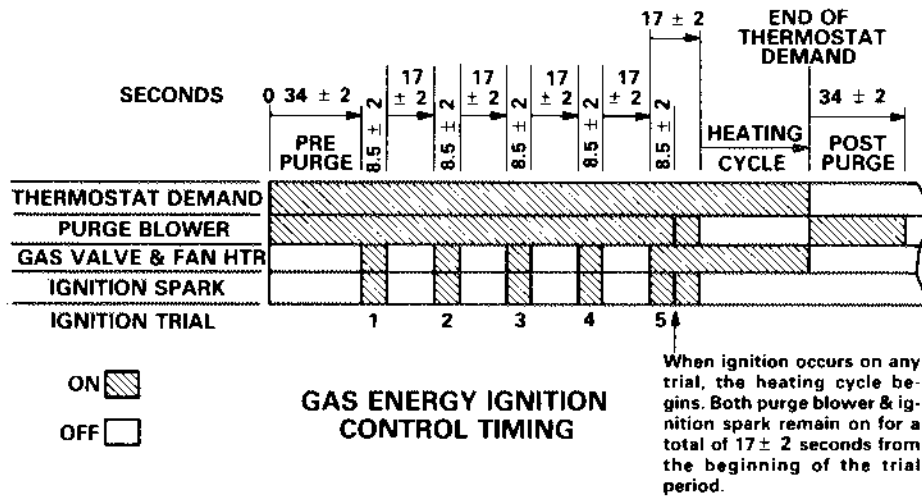 17 ± 2
END OF
THERMOSTAT
DEMAND
SECONDS
0 34 ± 2
8.5 ± 2
17
± 2
8.5 ± 2
17
± 2
8.5 ± 2
17
± 2
8.5 ± 2
17
± 2
8.5 ± 2
34 ± 2
PRE
PURGE
HEATING
CYCLE
POST
PURGE
THERMOSTAT DEMAND
PURGE BLOWER
GAS VALVE & FAN HTR
IGNITION SPARK
IGNITION TRIAL
1 2 3 4 5
ON
OFF
GAS ENERGY IGNITION
CONTROL TIMING
When ignition occurs on any
trial, the heating cycle be-
gins. Both purge blower & ig-
nition spark remain on for a
total of 17 ± 2 seconds from
the beginning of the trial
period.